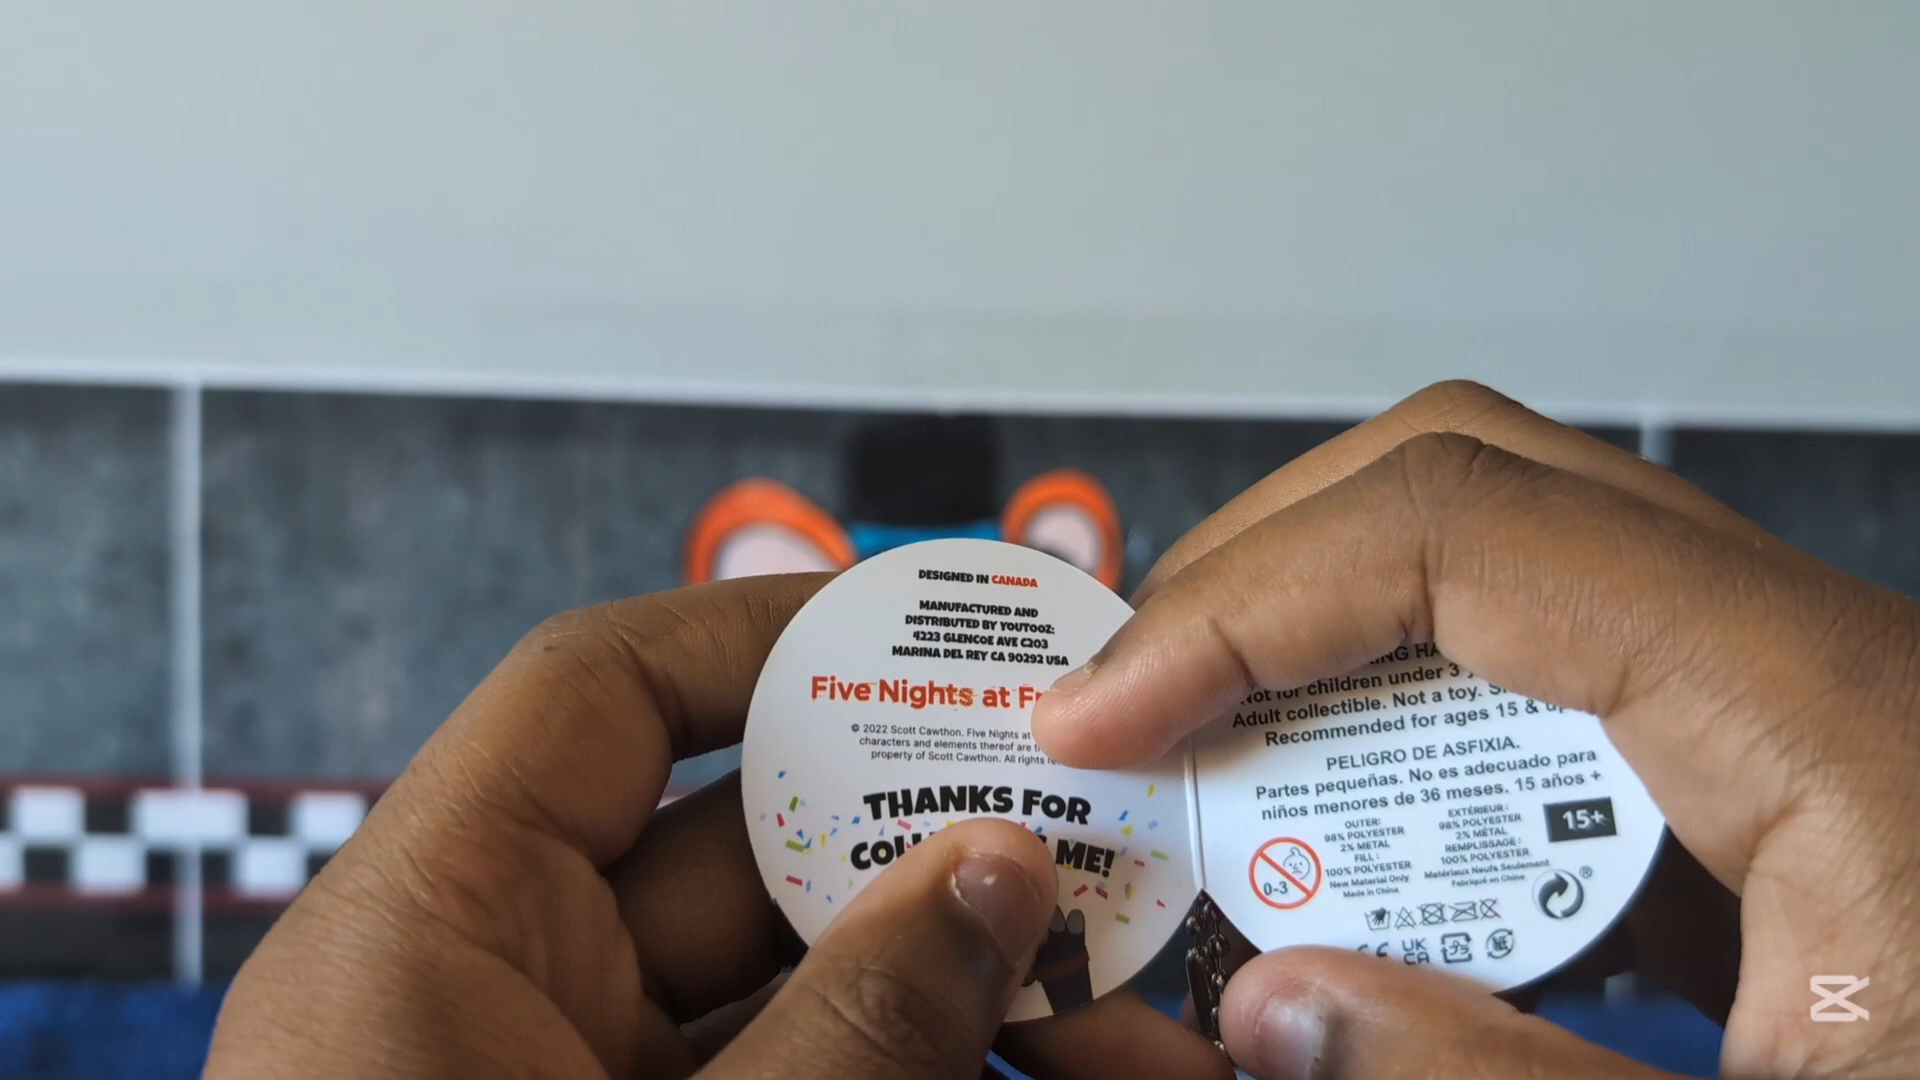 DESIGNED IN CANADA
MANUFACTURED AND
DISTRIBUTED BY YOUTOOZ:
4223 GLENCOE AVE C203
MARINA DEL REY CA 90292 USA
Five Nights at
© 2022 Scott Cawthon. Five Nights at
characters and elements thereof are
property of Scott Cawthon. All rights
THANKS FOR
ME!
Not for children under 3
Adult collectible. Not a toy.
Recommended for ages 15 & up
PELIGRO DE ASFIXIA.
Partes pequeñas. No es adecuado para
niños menores de 36 meses. 15 años +
OUTER:
98% POLYESTER
2% METAL
FILL:
100% POLYESTER
New Material Only
Made in China
EXTÉRIEUR:
98% POLYESTER
2% MÉTAL
REMPLISSAGE:
100% POLYESTER
Matériaux Neufs Seulement
Fabriqué en Chine
15+
0-3
®
UK
CA
紙